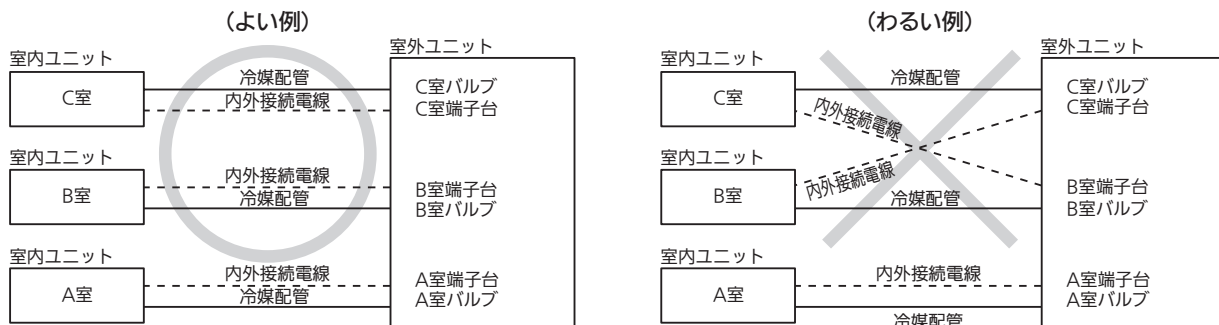 （よい例）
室内ユニット
室外ユニット
C室
冷媒配管
内外接続電線
C室バルブ
C室端子台
室内ユニット
B室
内外接続電線
冷媒配管
B室端子台
B室バルブ
室内ユニット
A室
内外接続電線
冷媒配管
A室端子台
A室バルブ
（わるい例）
室内ユニット
室外ユニット
C室
冷媒配管
内外接続電線
C室バルブ
C室端子台
室内ユニット
B室
内外接続電線
冷媒配管
B室端子台
B室バルブ
室内ユニット
A室
内外接続電線
冷媒配管
A室端子台
A室バルブ